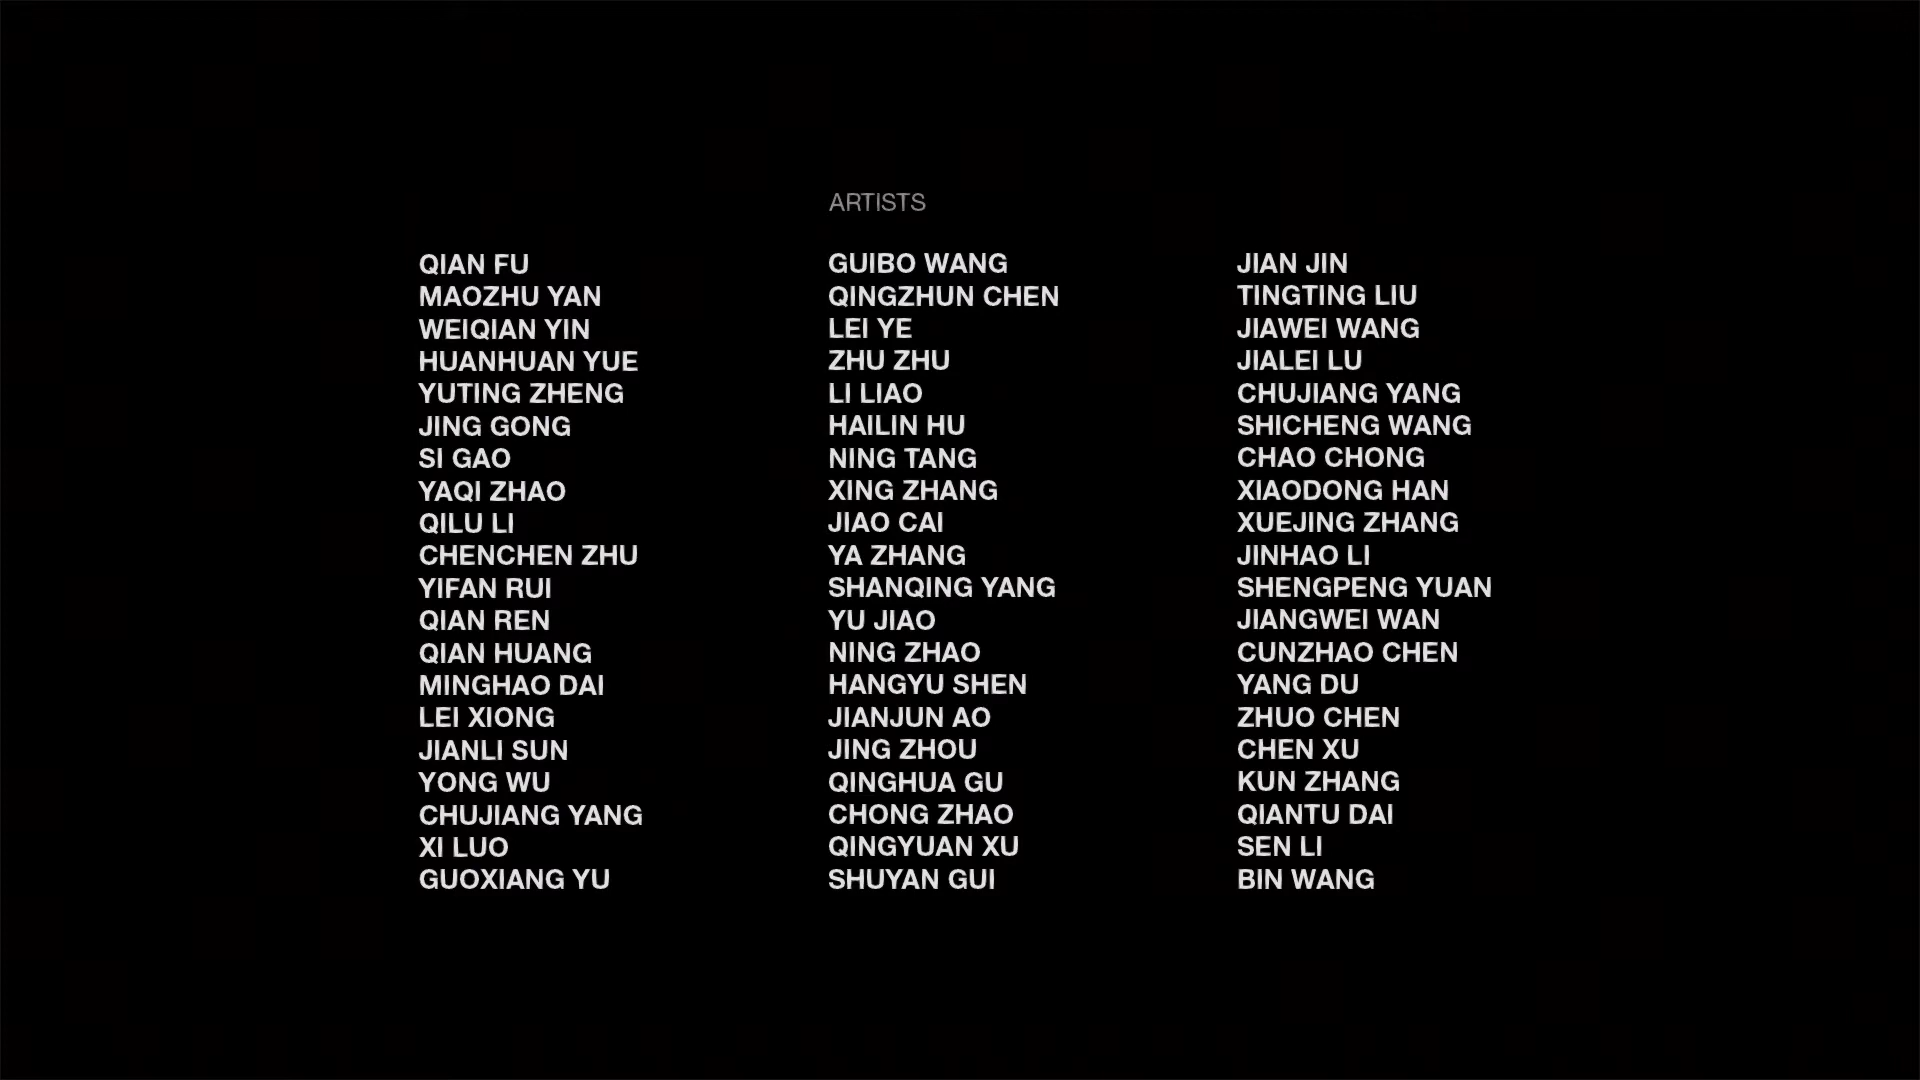 ARTISTS
QIAN FU
MAOZHU YAN
WEIQIAN YIN
HUANHUAN YUE
YUTING ZHENG
JING GONG
SI GAO
YAQI ZHAO
QILU LI
CHENCHEN ZHU
YIFAN RUI
QIAN REN
QIAN HUANG
MINGHAO DAI
LEI XIONG
JIANLI SUN
YONG WU
CHUJIANG YANG
XI LUO
GUOXIANG YU
GUIBO WANG
QINGZHUN CHEN
LEI YE
ZHU ZHU
LI LIAO
HAILIN HU
NING TANG
XING ZHANG
JIAO CAI
YA ZHANG
SHANQING YANG
YU JIAO
NING ZHAO
HANGYU SHEN
JIANJUN AO
JING ZHOU
QINGHUA GU
CHONG ZHAO
QINGYUAN XU
SHUYAN GUI
JIAN JIN
TINGTING LIU
JIAWEI WANG
JIALEI LU
CHUJIANG YANG
SHICHENG WANG
CHAO CHONG
XIAODONG HAN
XUEJING ZHANG
JINHAO LI
SHENGPENG YUAN
JIANGWEI WAN
CUNZHAO CHEN
YANG DU
ZHUO CHEN
CHEN XU
KUN ZHANG
QIANTU DAI
SEN LI
BIN WANG